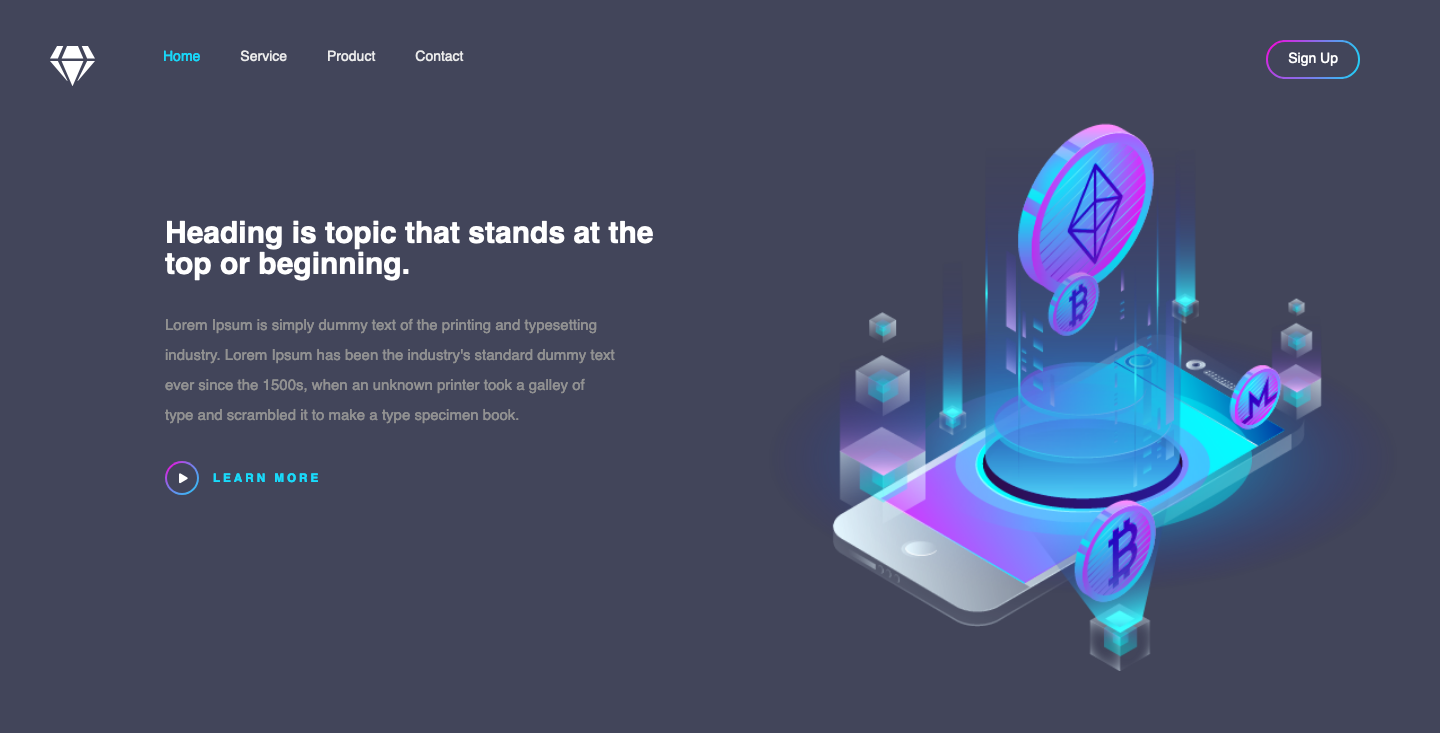 Home Service Product Contact Sign Up
Heading is topic that stands at the
top or beginning.
Lorem Ipsum is simply dummy text of the printing and typesetting
industry. Lorem Ipsum has been the industry's standard dummy text
ever since the 1500s, when an unknown printer took a galley of
type and scrambled it to make a type specimen book.
LEARN MORE